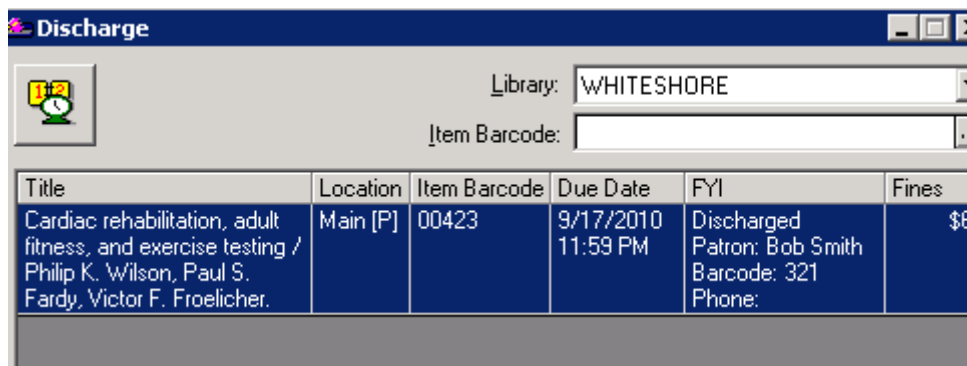 Discharge
Library: WHITESHORE
Item Barcode:
Title Location Item Barcode Due Date FYI Fines
Cardiac rehabilitation, adult Main [P] 00423 9/17/2010 Discharged
fitness, and exercise testing / 11:59 PM Patron: Bob Smith
Philip K. Wilson, Paul S. Barcode: 321
Fardy, Victor F. Froelicher. Phone: